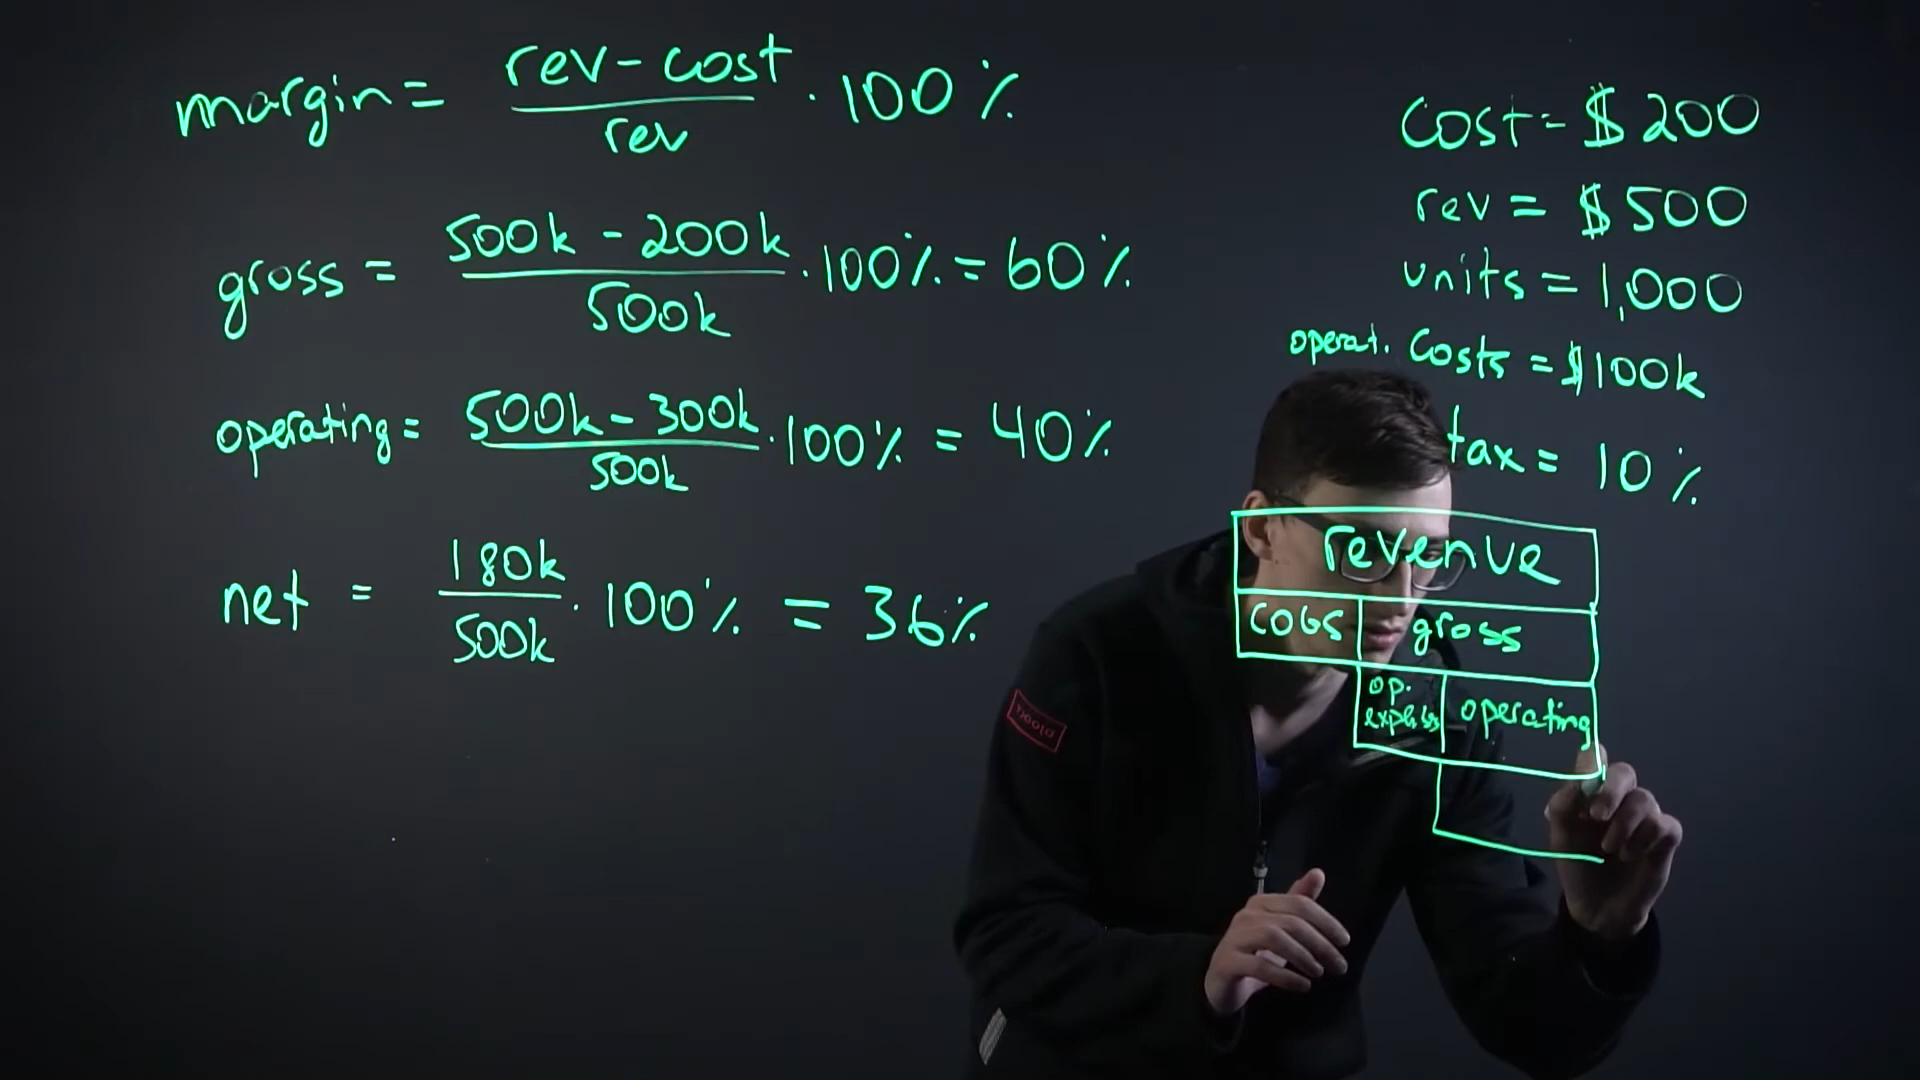 margin = rev - cost / rev · 100%
gross = 500k - 200k / 500k · 100% = 60%
operating = 500k - 300k / 500k · 100% = 40%
net = 180k / 500k · 100% = 36%
Cost = $200
rev = $500
units = 1,000
operat. Costs = $100k
tax = 10%
revenue
COGS gross
op.
operating